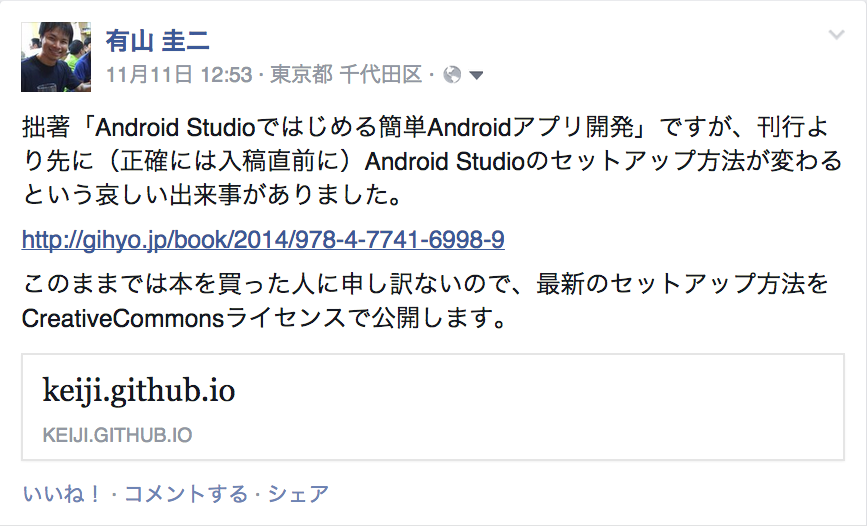 有山 圭二
11月11日 12:53 · 東京都 千代田区 ·
拙著「Android Studioではじめる簡単Androidアプリ開発」ですが、刊行よ
り先に（正確には入稿直前に）Android Studioのセットアップ方法が変わる
という哀しい出来事がありました。
http://gihyo.jp/book/2014/978-4-7741-6998-9
このままでは本を買った人に申し訳ないので、最新のセットアップ方法を
CreativeCommonsライセンスで公開します。
keiji.github.io
KEIJI.GITHUB.IO
いいね！ · コメントする · シェア